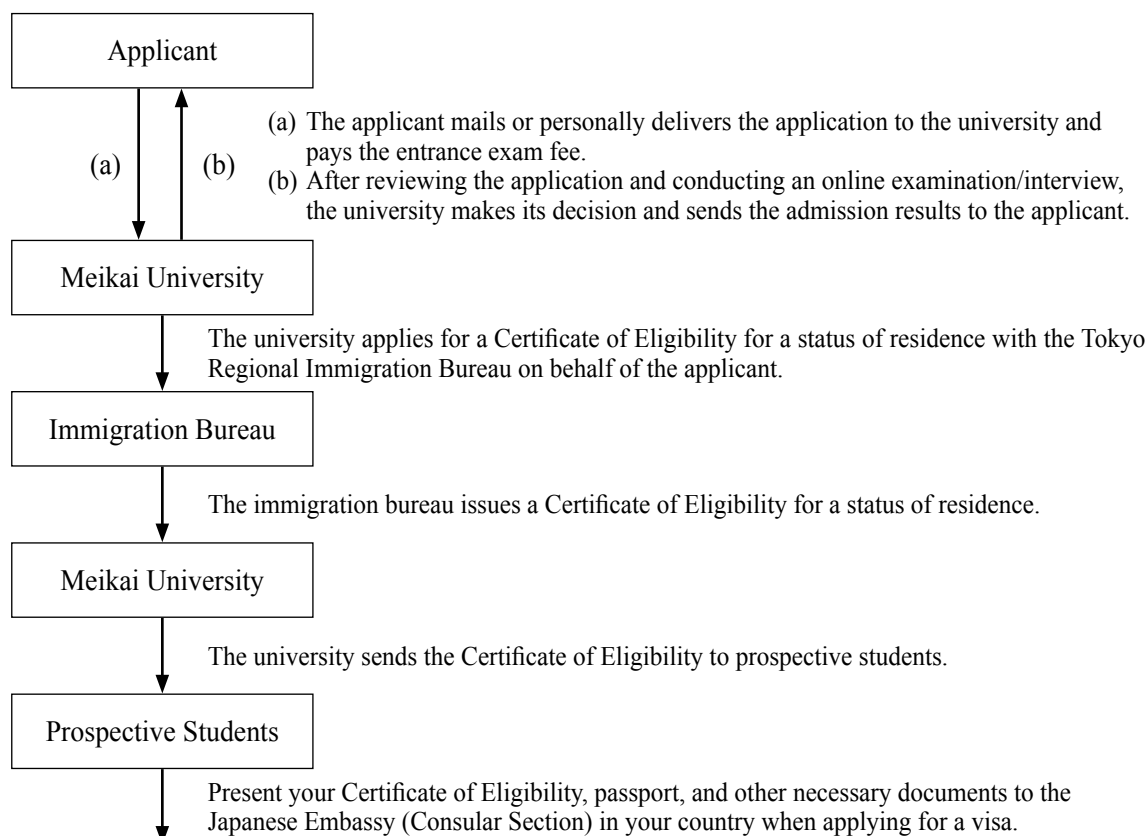 Applicant
(a)
(b)
(a) The applicant mails or personally delivers the application to the university and
pays the entrance exam fee.
(b) After reviewing the application and conducting an online examination/interview,
the university makes its decision and sends the admission results to the applicant.
Meikai University
The university applies for a Certificate of Eligibility for a status of residence with the Tokyo
Regional Immigration Bureau on behalf of the applicant.
Immigration Bureau
The immigration bureau issues a Certificate of Eligibility for a status of residence.
Meikai University
The university sends the Certificate of Eligibility to prospective students.
Prospective Students
Present your Certificate of Eligibility, passport, and other necessary documents to the
Japanese Embassy (Consular Section) in your country when applying for a visa.